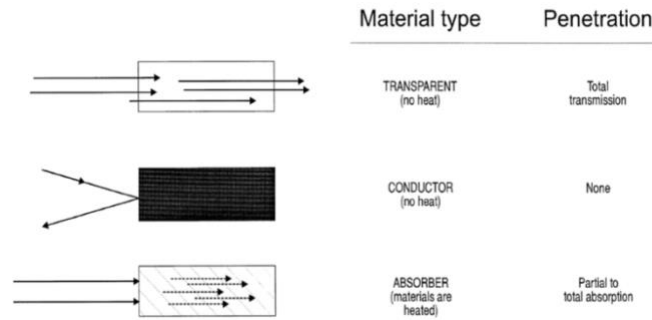 Material type Penetration
TRANSPARENT
(no heat)
Total
transmission
CONDUCTOR
(no heat)
None
ABSORBER
(materials are
heated)
Partial to
total absorption